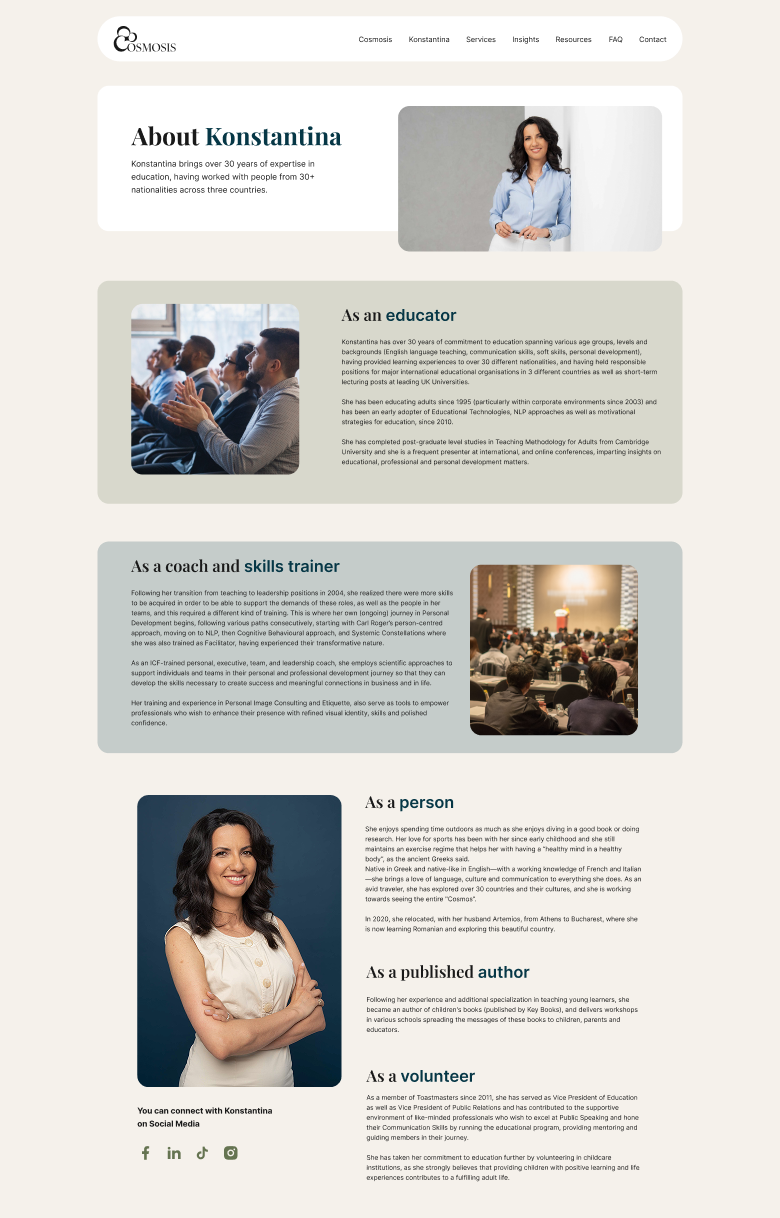 COSMOSIS
Cosmosis Konstantina Services Insights Resources FAQ Contact
About Konstantina
Konstantina brings over 30 years of expertise in
education, having worked with people from 30+
nationalities across three countries.
As an educator
Konstantina has over 30 years of commitment to education spanning various age groups, levels and
backgrounds (English language teaching, communication skills, soft skills, personal development),
having provided learning experiences to over 30 different nationalities, and having held responsible
positions for major international educational organisations in 3 different countries as well as short-term
lecturing posts at leading UK Universities.
She has been educating adults since 1995 (particularly within corporate environments since 2003) and
has been an early adopter of Educational Technologies, NLP approaches as well as motivational
strategies for education, since 2010.
She has completed post-graduate level studies in Teaching Methodology for Adults from Cambridge
University and she is a frequent presenter at international, and online conferences, imparting insights on
educational, professional and personal development matters.
As a coach and skills trainer
Following her transition from teaching to leadership positions in 2004, she realized there were more skills
to be acquired in order to be able to support the demands of these roles, as well as the people in her
teams, and this required a different kind of training. This is where her own (ongoing) journey in Personal
Development begins, following various paths consecutively, starting with Carl Roger's person-centred
approach, moving on to NLP, then Cognitive Behavioural approach, and Systemic Constellations where
she was also trained as Facilitator, having experienced their transformative nature.
As an ICF-trained personal, executive, team, and leadership coach, she employs scientific approaches to
support individuals and teams in their personal and professional development journey so that they can
develop the skills necessary to create success and meaningful connections in business and in life.
Her training and experience in Personal Image Consulting and Etiquette, also serve as tools to empower
professionals who wish to enhance their presence with refined visual identity, skills and polished
confidence.
As a person
She enjoys spending time outdoors as much as she enjoys diving in a good book or doing
research. Her love for sports has been with her since early childhood and she still
maintains an exercise regime that helps her with having a "healthy mind in a healthy
body", as the ancient Greeks said.
Native in Greek and native-like in English—with a working knowledge of French and Italian
—she brings a love of language, culture and communication to everything she does. As an
avid traveler, she has explored over 30 countries and their cultures, and she is working
towards seeing the entire "Cosmos".
In 2020, she relocated, with her husband Artemios, from Athens to Bucharest, where she
is now learning Romanian and exploring this beautiful country.
As a published author
Following her experience and additional specialization in teaching young learners, she
became an author of children's books (published by Key Books), and delivers workshops
in various schools spreading the messages of these books to children, parents and
educators.
As a volunteer
As a member of Toastmasters since 2011, she has served as Vice President of Education
as well as Vice President of Public Relations and has contributed to the supportive
environment of like-minded professionals who wish to excel at Public Speaking and hone
their Communication Skills by running the educational program, providing mentoring and
guiding members in their journey.
She has taken her commitment to education further by volunteering in childcare
institutions, as she strongly believes that providing children with positive learning and life
experiences contributes to a fulfilling adult life.
You can connect with Konstantina
on Social Media